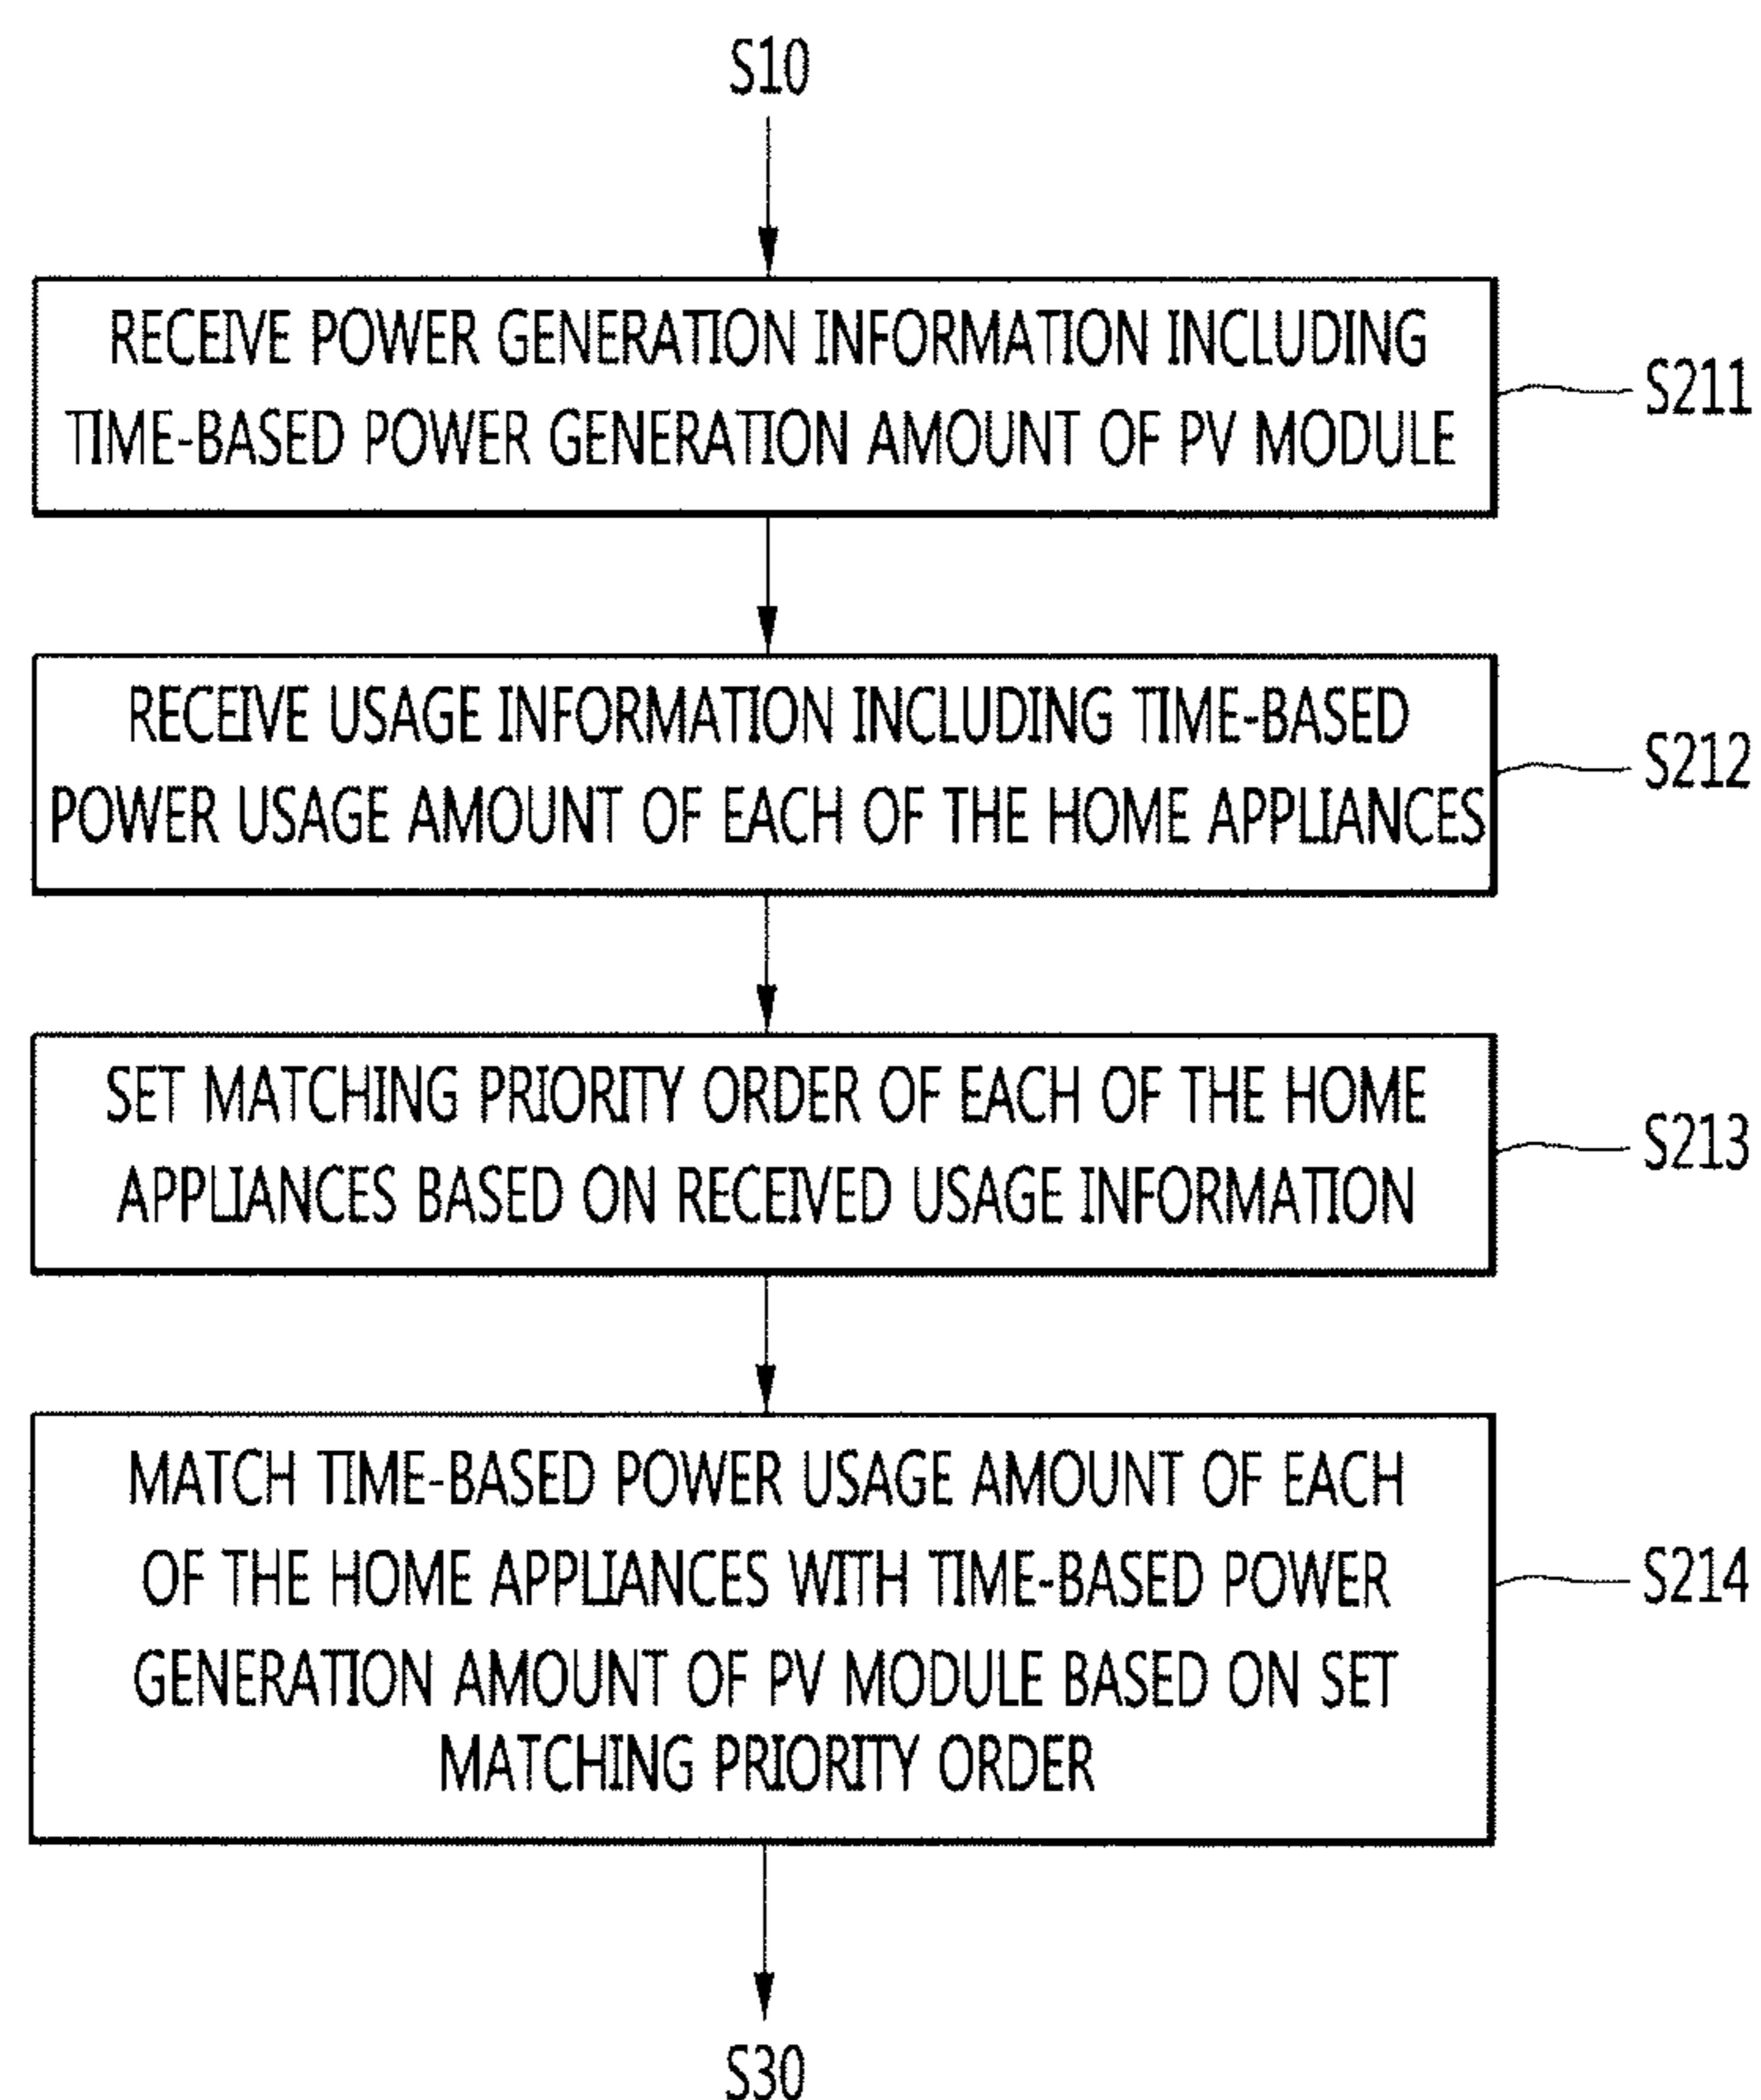 S10
RECEIVE POWER GENERATION INFORMATION INCLUDING
TIME-BASED POWER GENERATION AMOUNT OF PV MODULE
S211
RECEIVE USAGE INFORMATION INCLUDING TIME-BASED
POWER USAGE AMOUNT OF EACH OF THE HOME APPLIANCES
S212
SET MATCHING PRIORITY ORDER OF EACH OF THE HOME
APPLIANCES BASED ON RECEIVED USAGE INFORMATION
S213
MATCH TIME-BASED POWER USAGE AMOUNT OF EACH
OF THE HOME APPLIANCES WITH TIME-BASED POWER
GENERATION AMOUNT OF PV MODULE BASED ON SET
MATCHING PRIORITY ORDER
S214
S30